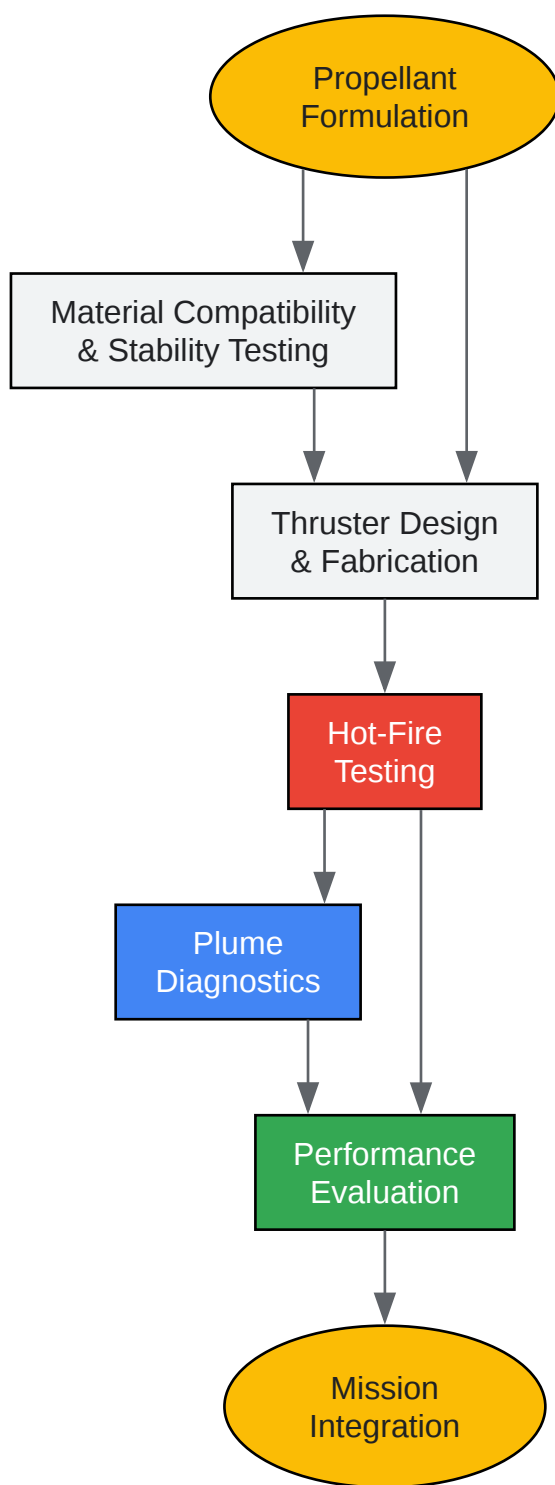 Propellant
Formulation
Material Compatibility
& Stability Testing
Thruster Design
& Fabrication
Hot-Fire
Testing
Plume
Diagnostics
Performance
Evaluation
Mission
Integration